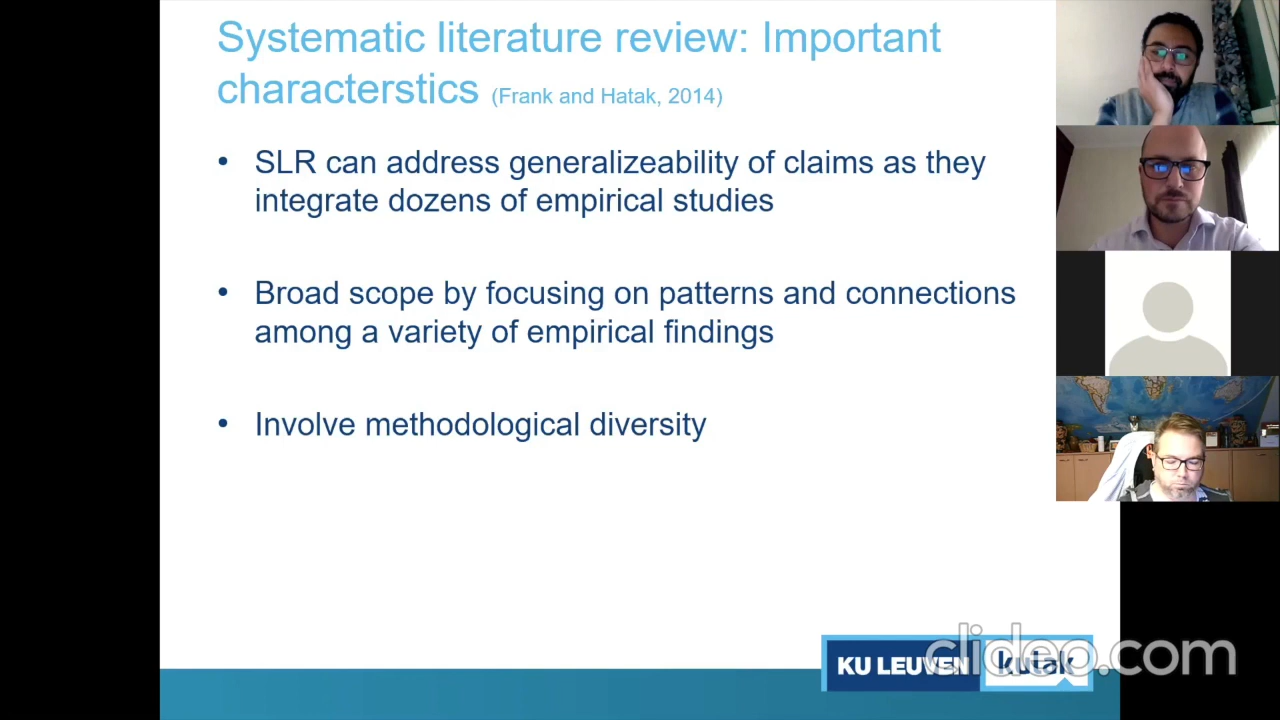 Systematic literature review: Important
characterstics (Frank and Hatak, 2014)
• SLR can address generalizeability of claims as they
integrate dozens of empirical studies
• Broad scope by focusing on patterns and connections
among a variety of empirical findings
• Involve methodological diversity
KU LEUVEN kulak
clideo.com